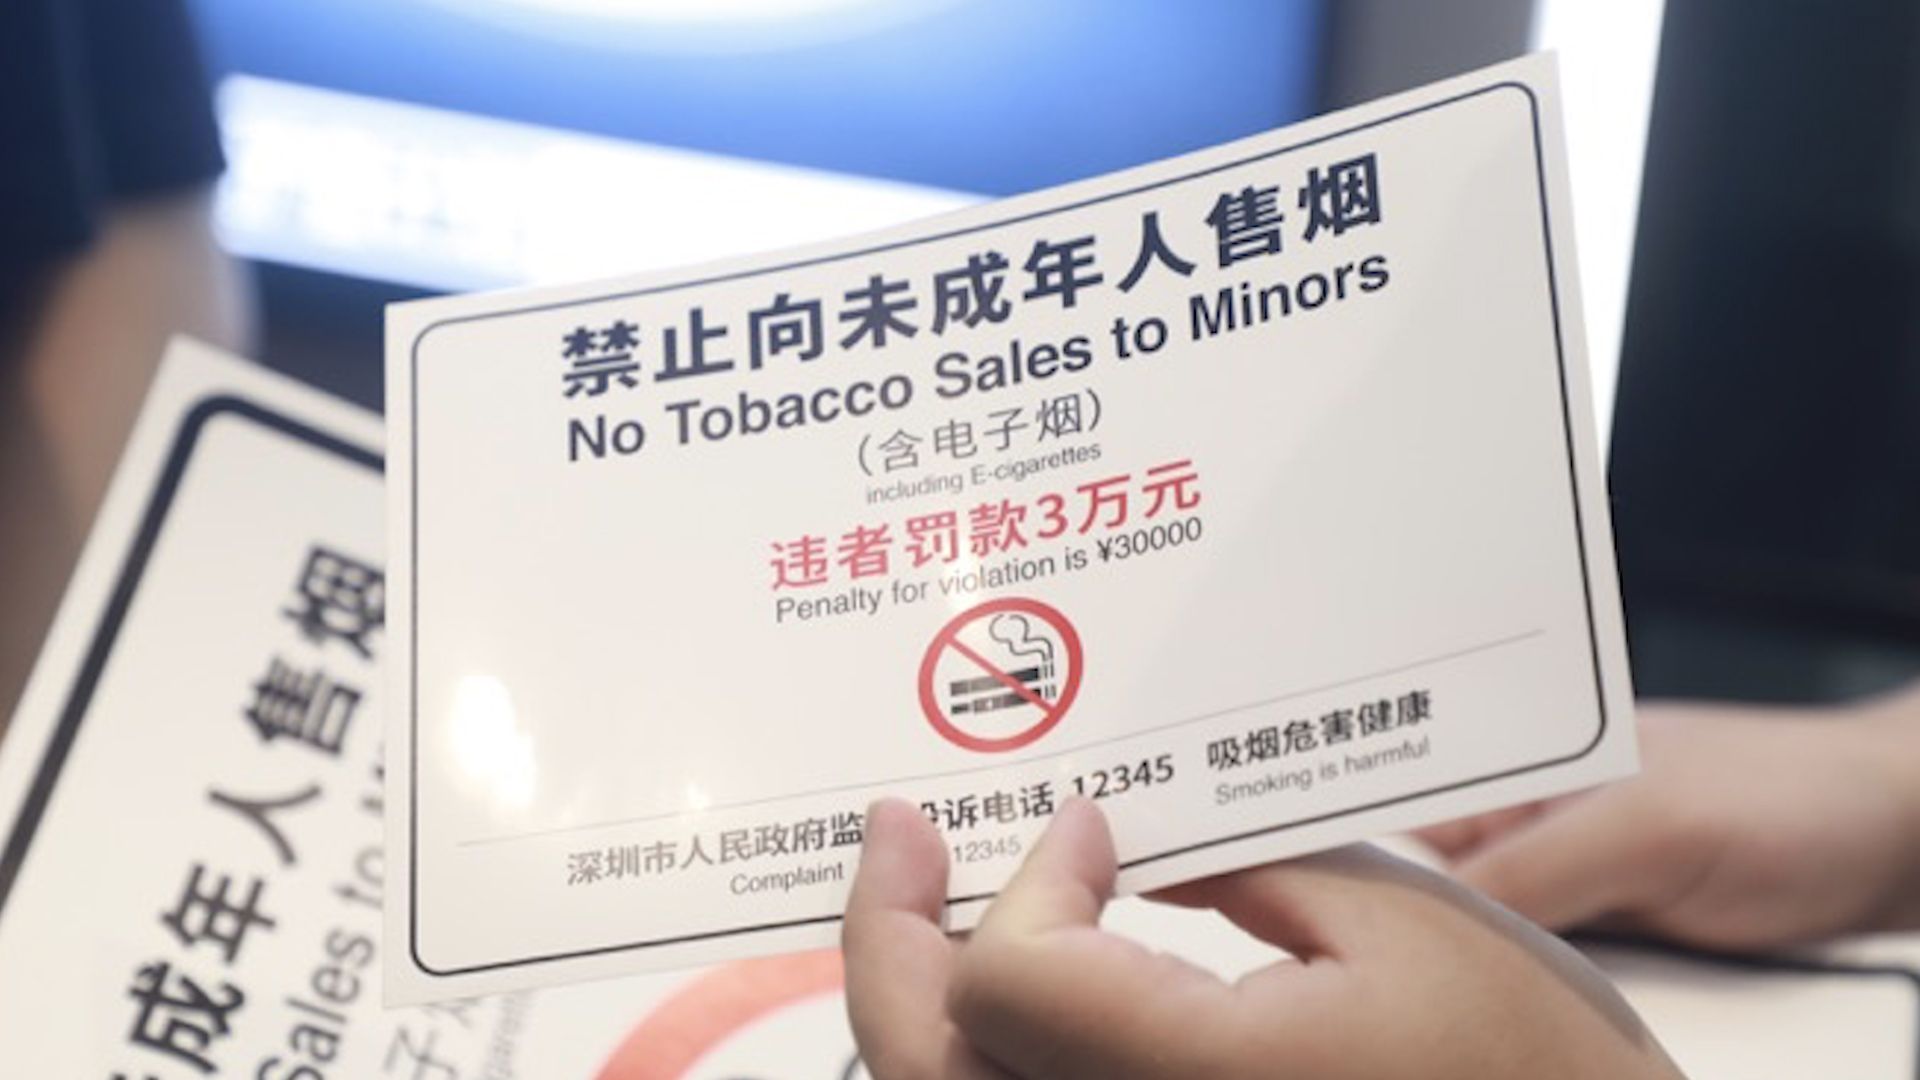 禁止向未成年人售烟
No Tobacco Sales to Minors
（含电子烟）
including E-cigarettes
违者罚款3万元
Penalty for violation is ¥30000
深圳市人民政府监 诉电话 12345 吸烟危害健康
Complaint 12345 Smoking is harmful
成年人售烟
Sales to
子